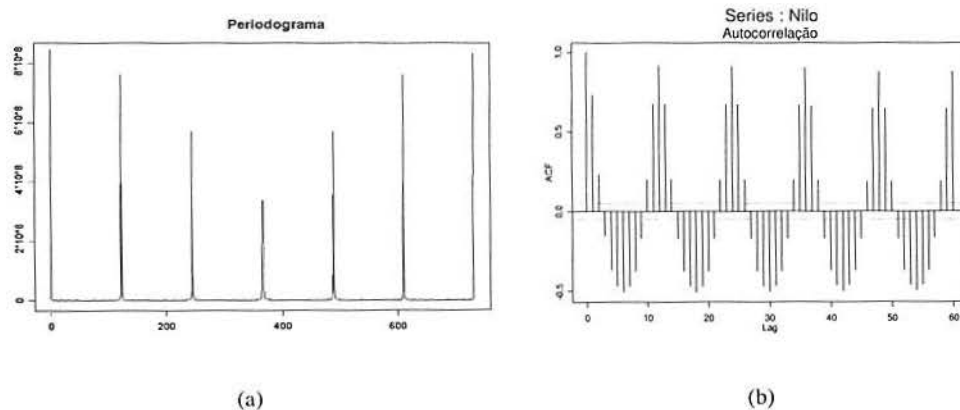 Periodograma
8*10^8
6*10^8
4*10^8
2*10^8
0
0 200 400 600
(a)
Series : Nilo
Autocorrelação
ACF
1.0
0.5
0.0
-0.5
0 10 20 30 40 50 60
Lag
(b)